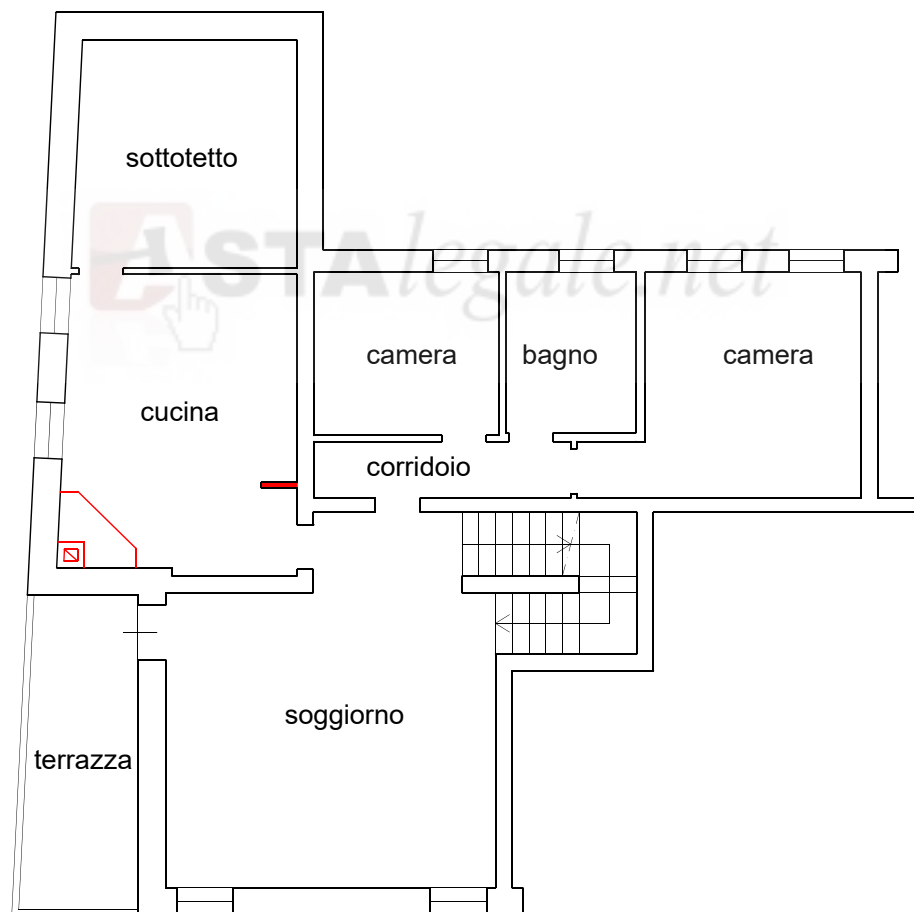 sottotetto
ASTAlegale.net
camera
bagno
camera
cucina
corridoio
soggiorno
terrazza